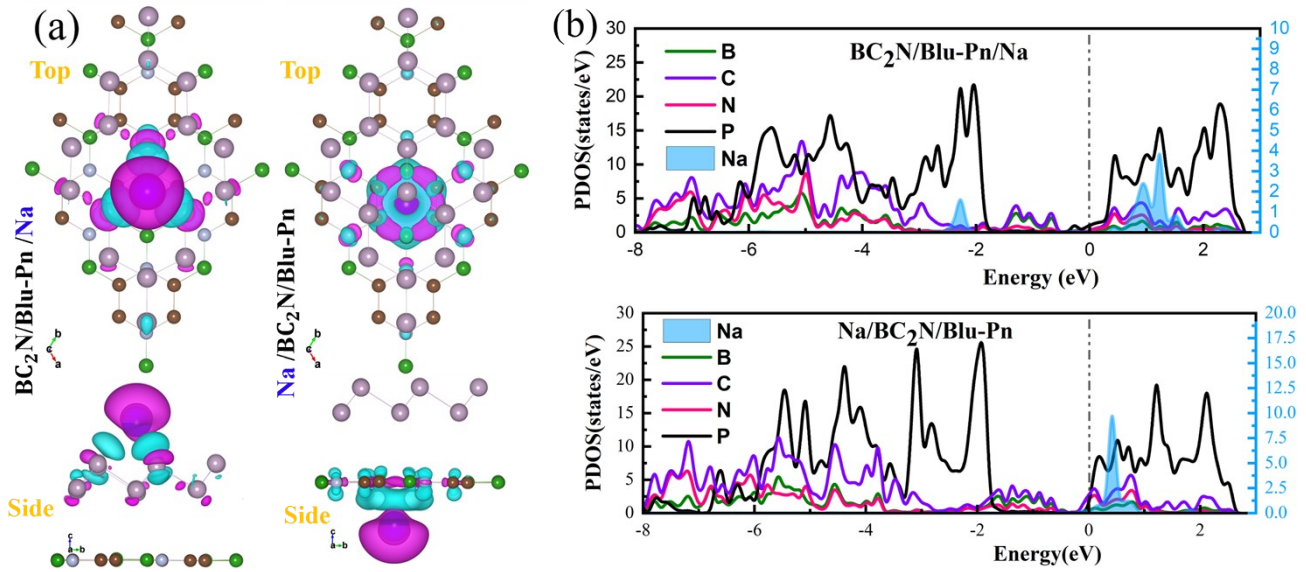 (a)
Top
BC2N/Blu-Pn /Na
b
c
a
Side
c
a b
Top
Na /BC2N/Blu-Pn
b
c
a
Side
c
a b
(b)
BC2N/Blu-Pn/Na
B
C
N
P
Na
PDOS(states/eV)
30
25
20
15
10
5
0
10
9
8
7
6
5
4
3
2
1
0
-8 -6 -4 -2 0 2
Energy (eV)
Na/BC2N/Blu-Pn
Na
B
C
N
P
PDOS(states/eV)
30
25
20
15
10
5
0
20.0
17.5
15.0
12.5
10.0
7.5
5.0
2.5
0.0
-8 -6 -4 -2 0 2
Energy(eV)